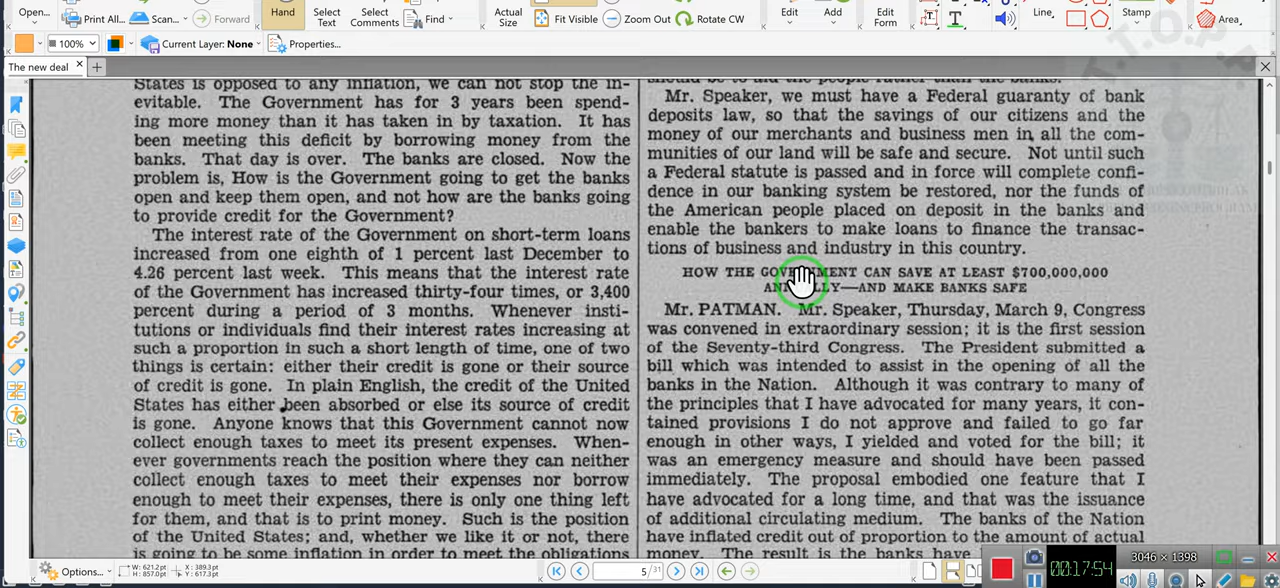 Open...
Print All...
Scan...
Forward
Hand
Select
Text
Select
Comments
Find
Actual
Size
Fit Visible
Zoom Out
Rotate CW
Edit
Add
Edit
Form
Line
Stamp
Area
100%
Current Layer: None
Properties...
The new deal
T.O.P.
States is opposed to any inflation, we can not stop the in-
evitable. The Government has for 3 years been spend-
ing more money than it has taken in by taxation. It has
been meeting this deficit by borrowing money from the
banks. That day is over. The banks are closed. Now the
problem is, How is the Government going to get the banks
open and keep them open, and not how are the banks going
to provide credit for the Government?
The interest rate of the Government on short-term loans
increased from one eighth of 1 percent last December to
4.26 percent last week. This means that the interest rate
of the Government has increased thirty-four times, or 3,400
percent during a period of 3 months. Whenever insti-
tutions or individuals find their interest rates increasing at
such a proportion in such a short length of time, one of two
things is certain: either their credit is gone or their source
of credit is gone. In plain English, the credit of the United
States has either been absorbed or else its source of credit
is gone. Anyone knows that this Government cannot now
collect enough taxes to meet its present expenses. When-
ever governments reach the position where they can neither
collect enough taxes to meet their expenses nor borrow
enough to meet their expenses, there is only one thing left
for them, and that is to print money. Such is the position
of the United States; and, whether we like it or not, there
is going to be some inflation in order to meet the obligations
should be to aid the people rather than the banks.
Mr. Speaker, we must have a Federal guaranty of bank
deposits law, so that the savings of our citizens and the
money of our merchants and business men in all the com-
munities of our land will be safe and secure. Not until such
a Federal statute is passed and in force will complete confi-
dence in our banking system be restored, nor the funds of
the American people placed on deposit in the banks and
enable the bankers to make loans to finance the transac-
tions of business and industry in this country.
HOW THE GOVERNMENT CAN SAVE AT LEAST $700,000,000
ANNUALLY—AND MAKE BANKS SAFE
Mr. PATMAN. Mr. Speaker, Thursday, March 9, Congress
was convened in extraordinary session; it is the first session
of the Seventy-third Congress. The President submitted a
bill which was intended to assist in the opening of all the
banks in the Nation. Although it was contrary to many of
the principles that I have advocated for many years, it con-
tained provisions I do not approve and failed to go far
enough in other ways, I yielded and voted for the bill; it
was an emergency measure and should have been passed
immediately. The proposal embodied one feature that I
have advocated for a long time, and that was the issuance
of additional circulating medium. The banks of the Nation
have inflated credit out of proportion to the amount of actual
money. The result is the banks have
Options...
W: 621.2pt
H: 857.0pt
X: 389.3pt
Y: 617.3pt
5 /31
00:17:54
3046 × 1398